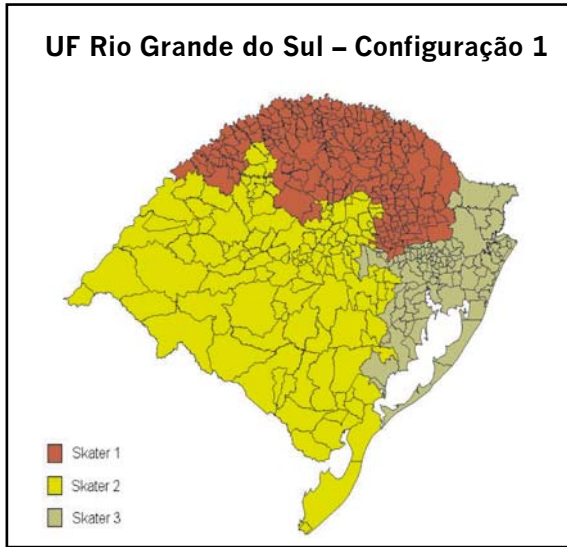 UF Rio Grande do Sul – Configuração 1
Skater 1
Skater 2
Skater 3